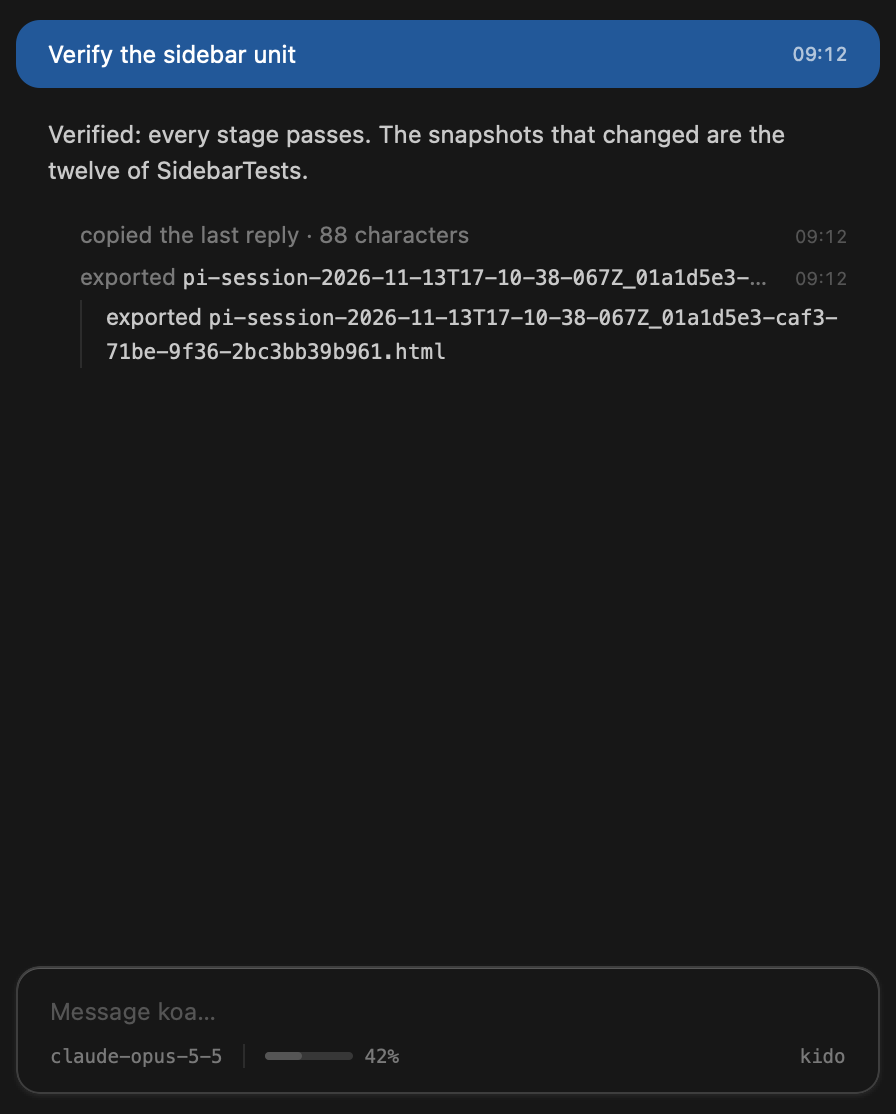 Verify the sidebar unit 09:12
Verified: every stage passes. The snapshots that changed are the
twelve of SidebarTests.
copied the last reply · 88 characters 09:12
exported pi-session-2026-11-13T17-10-38-067Z_01a1d5e3-… 09:12
exported pi-session-2026-11-13T17-10-38-067Z_01a1d5e3-caf3-
71be-9f36-2bc3bb39b961.html
Message koa…
claude-opus-5-5 42% kido